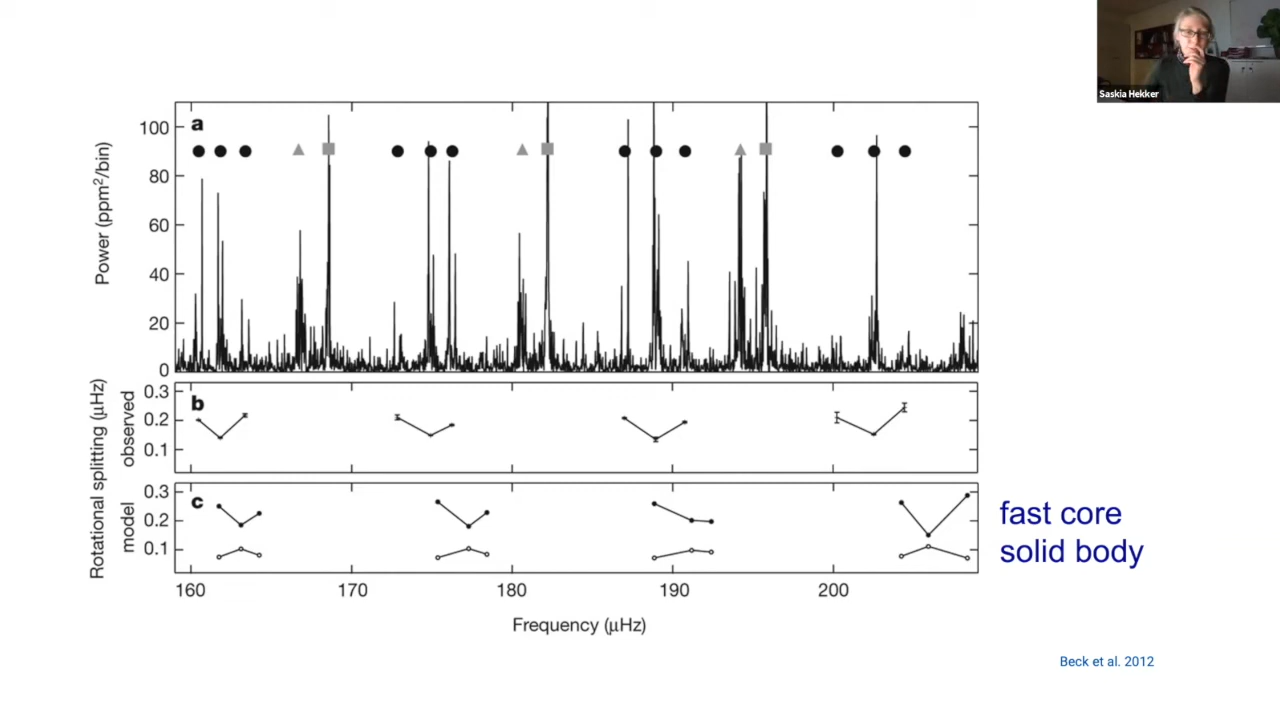 Saskia Hekker
a
100
80
60
40
20
0
Power (ppm²/bin)
b
0.3
0.2
0.1
c
0.3
0.2
0.1
Rotational splitting (μHz)
observed
model
fast core
solid body
160 170 180 190 200
Frequency (μHz)
Beck et al. 2012